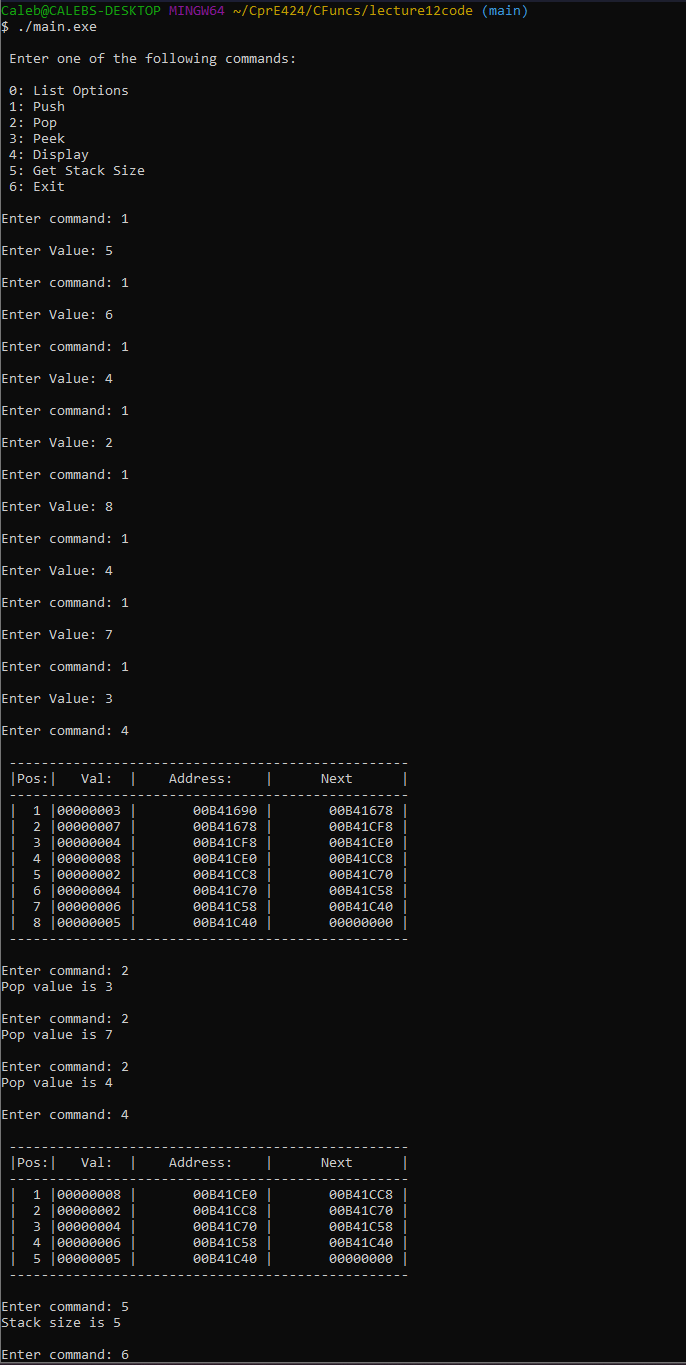 Caleb@CALEBS-DESKTOP MINGW64 ~/CprE424/CFuncs/lecture12code (main)
$ ./main.exe
Enter one of the following commands:
0: List Options
1: Push
2: Pop
3: Peek
4: Display
5: Get Stack Size
6: Exit
Enter command: 1
Enter Value: 5
Enter command: 1
Enter Value: 6
Enter command: 1
Enter Value: 4
Enter command: 1
Enter Value: 2
Enter command: 1
Enter Value: 8
Enter command: 1
Enter Value: 4
Enter command: 1
Enter Value: 7
Enter command: 1
Enter Value: 3
Enter command: 4
--------------------------------------------------
|Pos:|   Val:  |    Address:    |      Next      |
--------------------------------------------------
|  1 |00000003 |       00B41690 |       00B41678 |
|  2 |00000007 |       00B41678 |       00B41CF8 |
|  3 |00000004 |       00B41CF8 |       00B41CE0 |
|  4 |00000008 |       00B41CE0 |       00B41CC8 |
|  5 |00000002 |       00B41CC8 |       00B41C70 |
|  6 |00000004 |       00B41C70 |       00B41C58 |
|  7 |00000006 |       00B41C58 |       00B41C40 |
|  8 |00000005 |       00B41C40 |       00000000 |
--------------------------------------------------
Enter command: 2
Pop value is 3
Enter command: 2
Pop value is 7
Enter command: 2
Pop value is 4
Enter command: 4
--------------------------------------------------
|Pos:|   Val:  |    Address:    |      Next      |
--------------------------------------------------
|  1 |00000008 |       00B41CE0 |       00B41CC8 |
|  2 |00000002 |       00B41CC8 |       00B41C70 |
|  3 |00000004 |       00B41C70 |       00B41C58 |
|  4 |00000006 |       00B41C58 |       00B41C40 |
|  5 |00000005 |       00B41C40 |       00000000 |
--------------------------------------------------
Enter command: 5
Stack size is 5
Enter command: 6